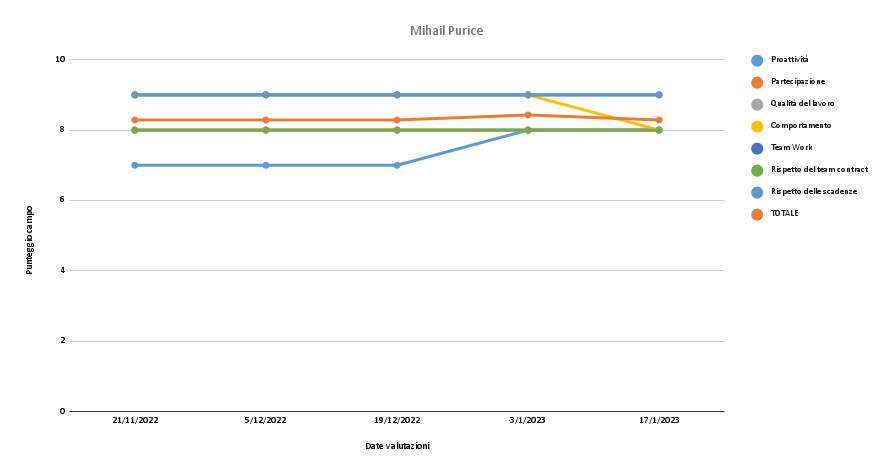 Mihail Purice
10
8
6
4
2
0
Punteggio campo
21/11/2022
5/12/2022
19/12/2022
3/1/2023
17/1/2023
Date valutazioni
Proattività
Partecipazione
Qualità del lavoro
Comportamento
Team Work
Rispetto del team contract
Rispetto delle scadenze
TOTALE